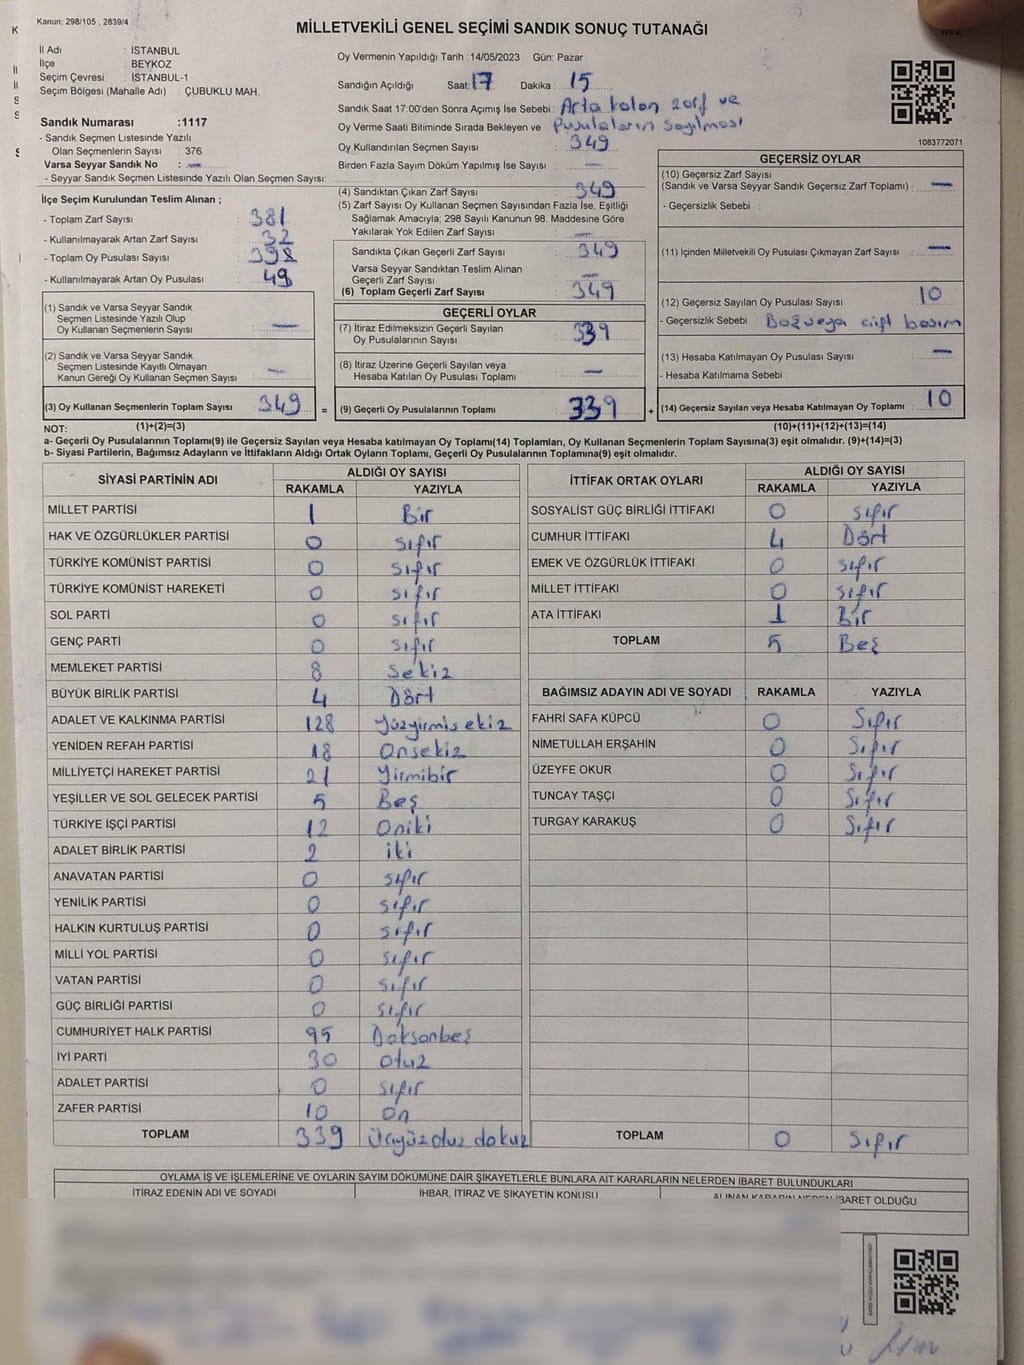 Kanun; 298/105 , 2839/4
MİLLETVEKİLİ GENEL SEÇİMİ SANDIK SONUÇ TUTANAĞI
İl Adı : İSTANBUL
İlçe : BEYKOZ
Seçim Çevresi : İSTANBUL-1
Seçim Bölgesi (Mahalle Adı) : ÇUBUKLU MAH.
Sandık Numarası :1117
- Sandık Seçmen Listesinde Yazılı
Olan Seçmenlerin Sayısı : 376
Varsa Seyyar Sandık No : —
- Seyyar Sandık Seçmen Listesinde Yazılı Olan Seçmen Sayısı:
Oy Vermenin Yapıldığı Tarih :14/05/2023 Gün: Pazar
Sandığın Açıldığı Saat: 17 Dakika : 15
Sandık Saat 17:00'den Sonra Açımış İse Sebebi : Arta kalan zarf ve
Oy Verme Saati Bitiminde Sırada Bekleyen ve pusulaların sayılması
Oy Kullandırılan Seçmen Sayısı : 349
Birden Fazla Sayım Döküm Yapılmış İse Sayısı : —
1083772071
İlçe Seçim Kurulundan Teslim Alınan ;
- Toplam Zarf Sayısı : 381
- Kullanılmayarak Artan Zarf Sayısı : 32
- Toplam Oy Pusulası Sayısı : 398
- Kullanılmayarak Artan Oy Pusulası : 49
(1) Sandık ve Varsa Seyyar Sandık
Seçmen Listesinde Yazılı Olup
Oy Kullanan Seçmenlerin Sayısı : —
(2) Sandık ve Varsa Seyyar Sandık
Seçmen Listesinde Kayıtlı Olmayan
Kanun Gereği Oy Kullanan Seçmen Sayısı : —
(3) Oy Kullanan Seçmenlerin Toplam Sayısı : 349
(4) Sandıktan Çıkan Zarf Sayısı : 349
(5) Zarf Sayısı Oy Kullanan Seçmen Sayısından Fazla İse, Eşitliği
Sağlamak Amacıyla; 298 Sayılı Kanunun 98. Maddesine Göre
Yakılarak Yok Edilen Zarf Sayısı : —
Sandıkta Çıkan Geçerli Zarf Sayısı : 349
Varsa Seyyar Sandıktan Teslim Alınan
Geçerli Zarf Sayısı : —
(6) Toplam Geçerli Zarf Sayısı : 349
GEÇERLİ OYLAR
(7) İtiraz Edilmeksizin Geçerli Sayılan
Oy Pusulalarının Sayısı : 339
(8) İtiraz Üzerine Geçerli Sayılan veya
Hesaba Katılan Oy Pusulası Toplamı : —
= (9) Geçerli Oy Pusulalarının Toplamı : 339
GEÇERSİZ OYLAR
(10) Geçersiz Zarf Sayısı
(Sandık ve Varsa Seyyar Sandık Geçersiz Zarf Toplamı) : —
- Geçersizlik Sebebi :
(11) İçinden Milletvekili Oy Pusulası Çıkmayan Zarf Sayısı : —
(12) Geçersiz Sayılan Oy Pusulası Sayısı : 10
- Geçersizlik Sebebi : Boş veya çift basım
(13) Hesaba Katılmayan Oy Pusulası Sayısı : —
- Hesaba Katılmama Sebebi :
+ (14) Geçersiz Sayılan veya Hesaba Katılmayan Oy Toplamı : 10
NOT: (1)+(2)=(3) (10)+(11)+(12)+(13)=(14)
a- Geçerli Oy Pusulalarının Toplamı(9) ile Geçersiz Sayılan veya Hesaba katılmayan Oy Toplamı(14) Toplamları, Oy Kullanan Seçmenlerin Toplam Sayısına(3) eşit olmalıdır. (9)+(14)=(3)
b- Siyasi Partilerin, Bağımsız Adayların ve İttifakların Aldığı Ortak Oyların Toplamı, Geçerli Oy Pusulalarının Toplamına(9) eşit olmalıdır.
SİYASİ PARTİNİN ADI ALDIĞI OY SAYISI
RAKAMLA YAZIYLA
MİLLET PARTİSİ 1 Bir
HAK VE ÖZGÜRLÜKLER PARTİSİ 0 sıfır
TÜRKİYE KOMÜNİST PARTİSİ 0 sıfır
TÜRKİYE KOMÜNİST HAREKETİ 0 sıfır
SOL PARTİ 0 sıfır
GENÇ PARTİ 0 sıfır
MEMLEKET PARTİSİ 8 Sekiz
BÜYÜK BİRLİK PARTİSİ 4 Dört
ADALET VE KALKINMA PARTİSİ 128 Yüzyirmisekiz
YENİDEN REFAH PARTİSİ 18 Onsekiz
MİLLİYETÇİ HAREKET PARTİSİ 21 Yirmibir
YEŞİLLER VE SOL GELECEK PARTİSİ 5 Beş
TÜRKİYE İŞÇİ PARTİSİ 12 Oniki
ADALET BİRLİK PARTİSİ 2 iki
ANAVATAN PARTİSİ 0 sıfır
YENİLİK PARTİSİ 0 sıfır
HALKIN KURTULUŞ PARTİSİ 0 sıfır
MİLLİ YOL PARTİSİ 0 sıfır
VATAN PARTİSİ 0 sıfır
GÜÇ BİRLİĞİ PARTİSİ 0 sıfır
CUMHURİYET HALK PARTİSİ 95 Doksanbeş
İYİ PARTİ 30 otuz
ADALET PARTİSİ 0 sıfır
ZAFER PARTİSİ 10 On
TOPLAM 339 Üçyüzotuzdokuz
İTTİFAK ORTAK OYLARI ALDIĞI OY SAYISI
RAKAMLA YAZIYLA
SOSYALİST GÜÇ BİRLİĞİ İTTİFAKI 0 sıfır
CUMHUR İTTİFAKI 4 Dört
EMEK VE ÖZGÜRLÜK İTTİFAKI 0 sıfır
MİLLET İTTİFAKI 0 sıfır
ATA İTTİFAKI 1 Bir
TOPLAM 5 Beş
BAĞIMSIZ ADAYIN ADI VE SOYADI RAKAMLA YAZIYLA
FAHRİ SAFA KÜPCÜ 0 Sıfır
NİMETULLAH ERŞAHİN 0 Sıfır
ÜZEYFE OKUR 0 Sıfır
TUNCAY TAŞÇI 0 Sıfır
TURGAY KARAKUŞ 0 Sıfır
TOPLAM 0 Sıfır
OYLAMA İŞ VE İŞLEMLERİNE VE OYLARIN SAYIM DÖKÜMÜNE DAİR ŞİKAYETLERLE BUNLARA AİT KARARLARIN NELERDEN İBARET BULUNDUKLARI
İTİRAZ EDENİN ADI VE SOYADI İHBAR, İTİRAZ VE ŞİKAYETİN KONUSU ALINAN KARARIN NEDEN İBARET OLDUĞU